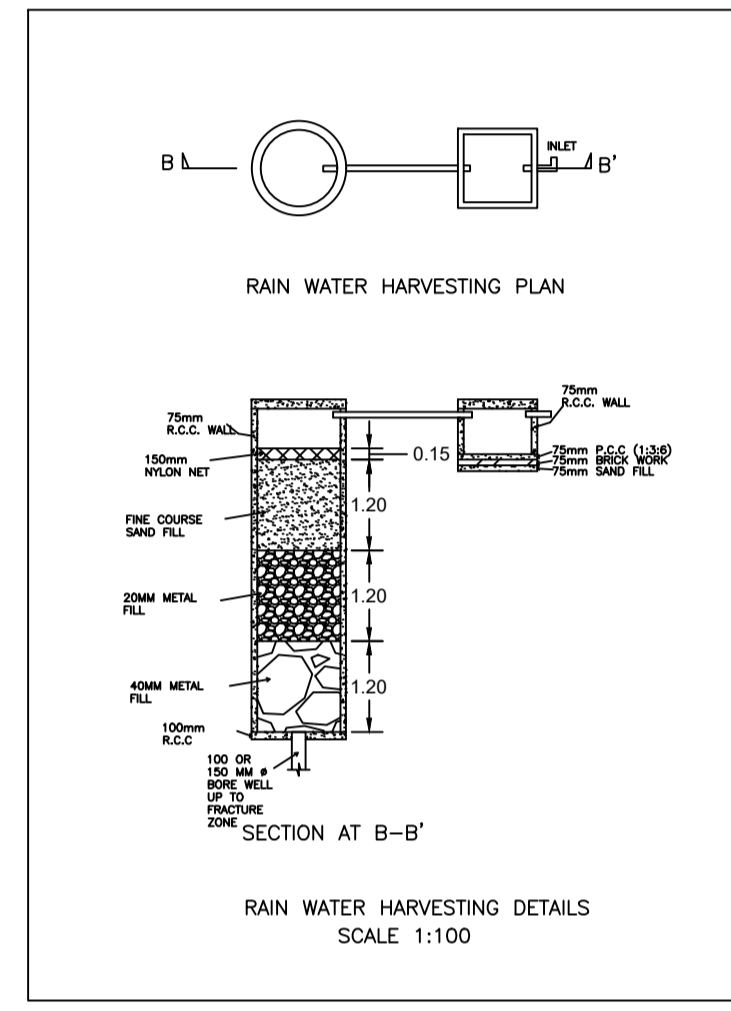 B
INLET
B'
RAIN WATER HARVESTING PLAN
75mm
R.C.C. WALL
75mm
R.C.C. WALL
150mm
NYLON NET
0.15
75mm P.C.C (1:3:6)
75mm BRICK WORK
75mm SAND FILL
1.20
FINE COURSE
SAND FILL
20MM METAL
FILL
1.20
40MM METAL
FILL
1.20
100mm
R.C.C
100 OR
150 MM ø
BORE WELL
UP TO
FRACTURE
ZONE
SECTION AT B-B'
RAIN WATER HARVESTING DETAILS
SCALE 1:100